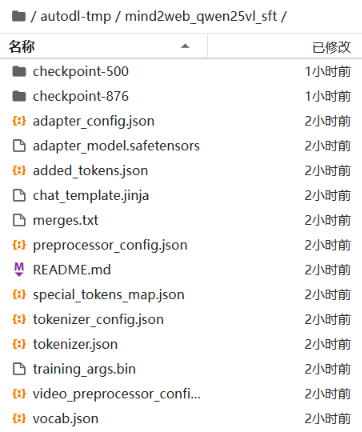 / autodl-tmp / mind2web_qwen25vl_sft /
名称 已修改
checkpoint-500 1小时前
checkpoint-876 1小时前
adapter_config.json 2小时前
adapter_model.safetensors 2小时前
added_tokens.json 2小时前
chat_template.jinja 2小时前
merges.txt 2小时前
preprocessor_config.json 2小时前
README.md 2小时前
special_tokens_map.json 2小时前
tokenizer_config.json 2小时前
tokenizer.json 2小时前
training_args.bin 2小时前
video_preprocessor_confi... 2小时前
vocab.json 2小时前